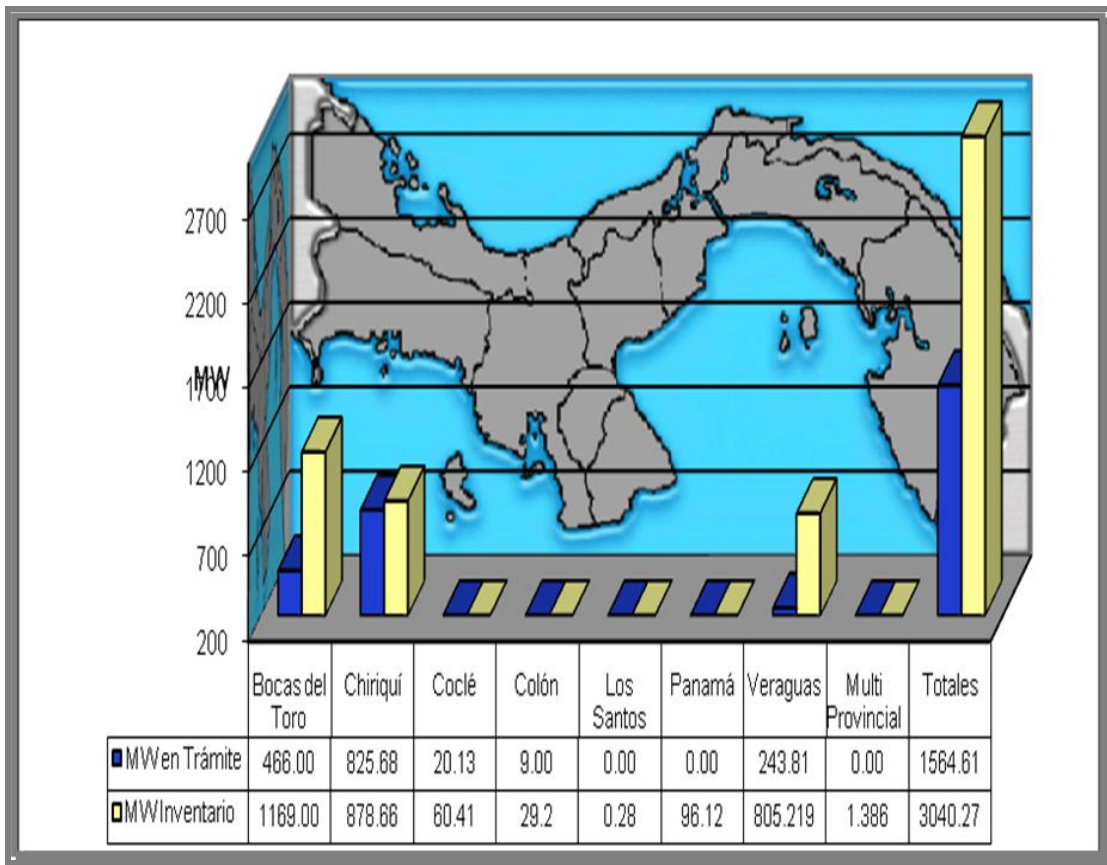 2700
2200
MW
1700
1200
700
200
Bocas del Toro Chiriquí Coclé Colón Los Santos Panamá Veraguas Multi Provincial Totales
MW en Trámite 466.00 825.68 20.13 9.00 0.00 0.00 243.81 0.00 1564.61
MW Inventario 1169.00 878.66 60.41 29.2 0.28 96.12 805.219 1.386 3040.27